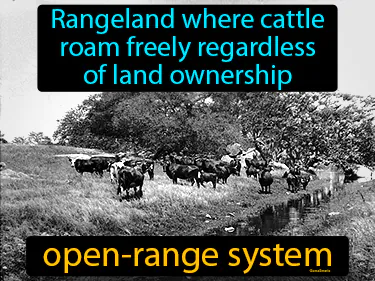 Rangeland where cattle
roam freely regardless
of land ownership
open-range system